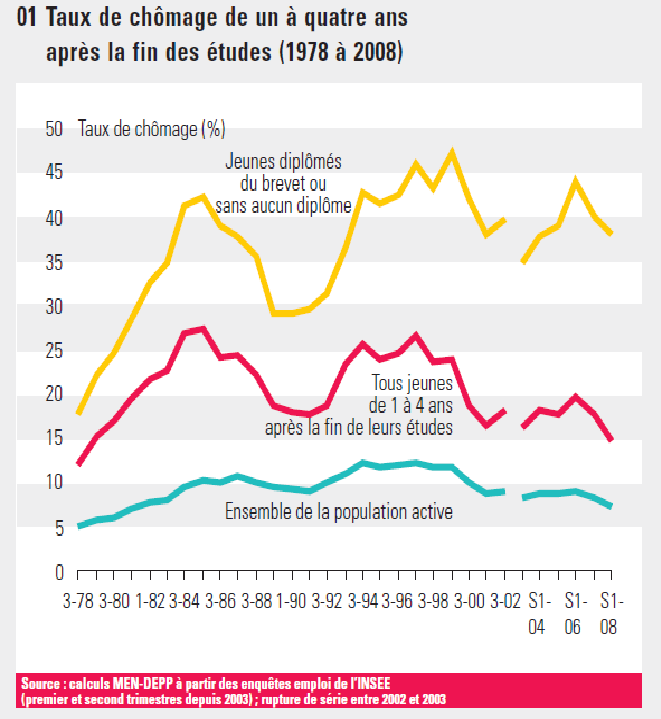 01 Taux de chômage de un à quatre ans
après la fin des études (1978 à 2008)
50 Taux de chômage (%)
Jeunes diplômés
du brevet ou
sans aucun diplôme
45
40
35
30
25
20
Tous jeunes
de 1 à 4 ans
après la fin de leurs études
15
10
Ensemble de la population active
5
0
3-78 3-80 1-82 3-84 3-86 3-88 1-90 3-92 3-94 3-96 3-98 3-00 3-02 S1- S1- S1-
04 06 08
Source : calculs MEN-DEPP à partir des enquêtes emploi de l'INSEE
(premier et second trimestres depuis 2003) ; rupture de série entre 2002 et 2003